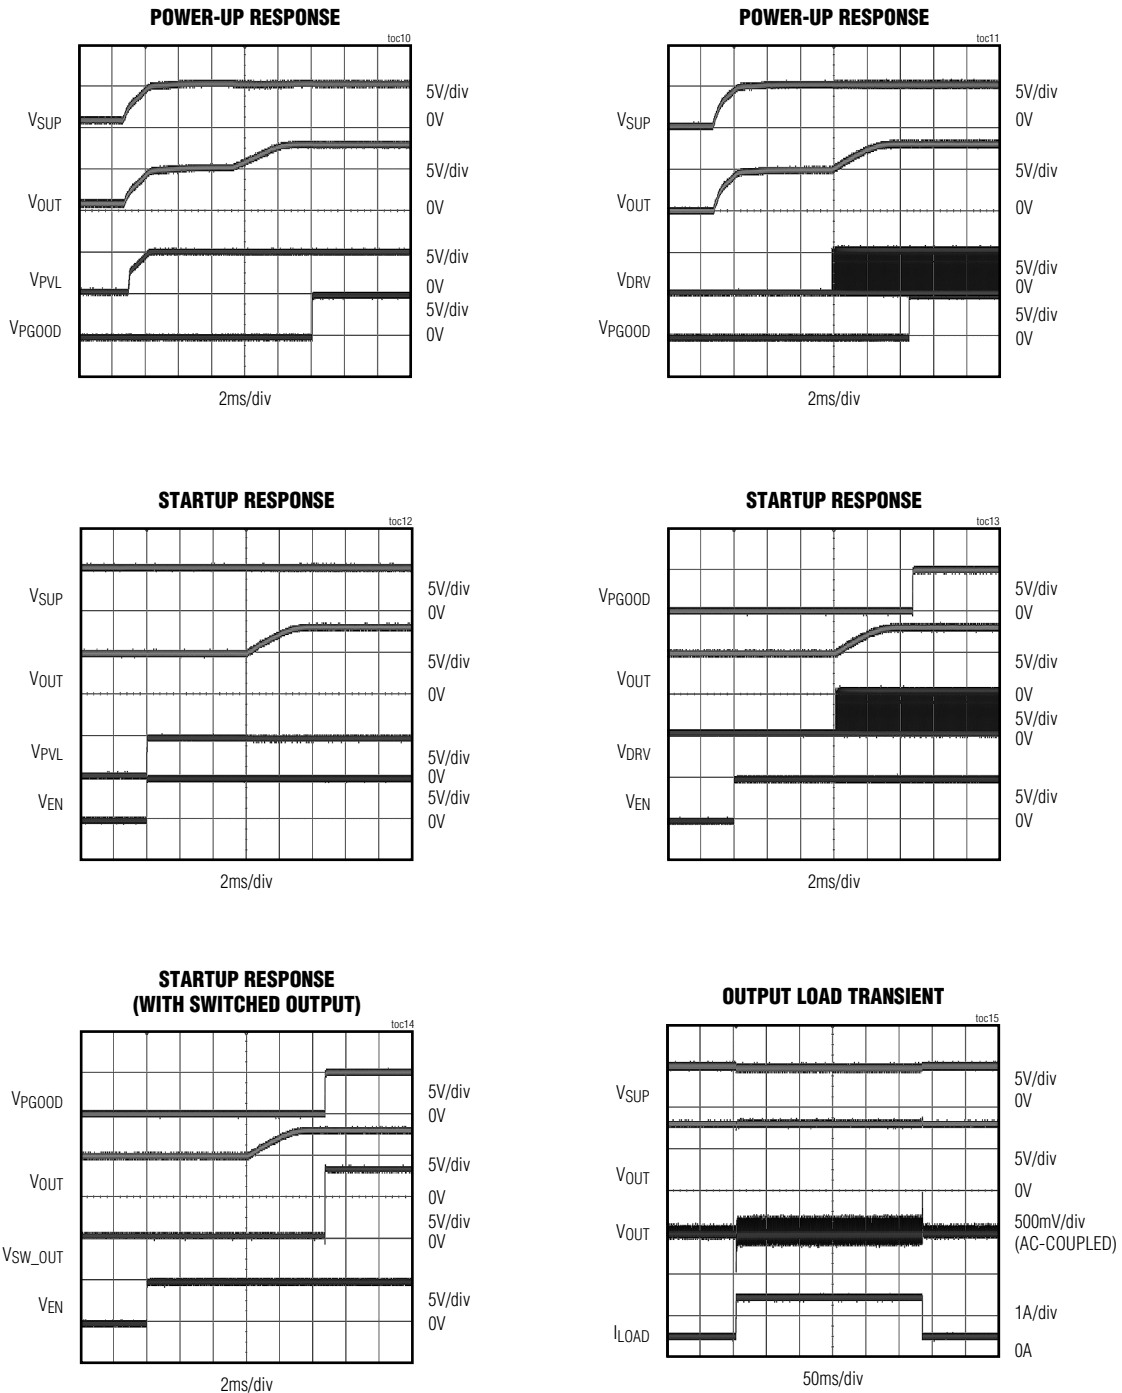 POWER-UP RESPONSE
toc10
VSUP
5V/div
0V
VOUT
5V/div
0V
VPVL
5V/div
0V
VPGOOD
5V/div
0V
2ms/div
POWER-UP RESPONSE
toc11
VSUP
5V/div
0V
VOUT
5V/div
0V
VDRV
5V/div
0V
VPGOOD
5V/div
0V
2ms/div
STARTUP RESPONSE
toc12
VSUP
5V/div
0V
VOUT
5V/div
0V
VPVL
5V/div
0V
VEN
5V/div
0V
2ms/div
STARTUP RESPONSE
toc13
VPGOOD
5V/div
0V
VOUT
5V/div
0V
VDRV
5V/div
0V
VEN
5V/div
0V
2ms/div
STARTUP RESPONSE
(WITH SWITCHED OUTPUT)
toc14
VPGOOD
5V/div
0V
VOUT
5V/div
0V
VSW_OUT
5V/div
0V
VEN
5V/div
0V
2ms/div
OUTPUT LOAD TRANSIENT
toc15
VSUP
5V/div
0V
VOUT
5V/div
0V
VOUT
500mV/div
(AC-COUPLED)
ILOAD
1A/div
0A
50ms/div